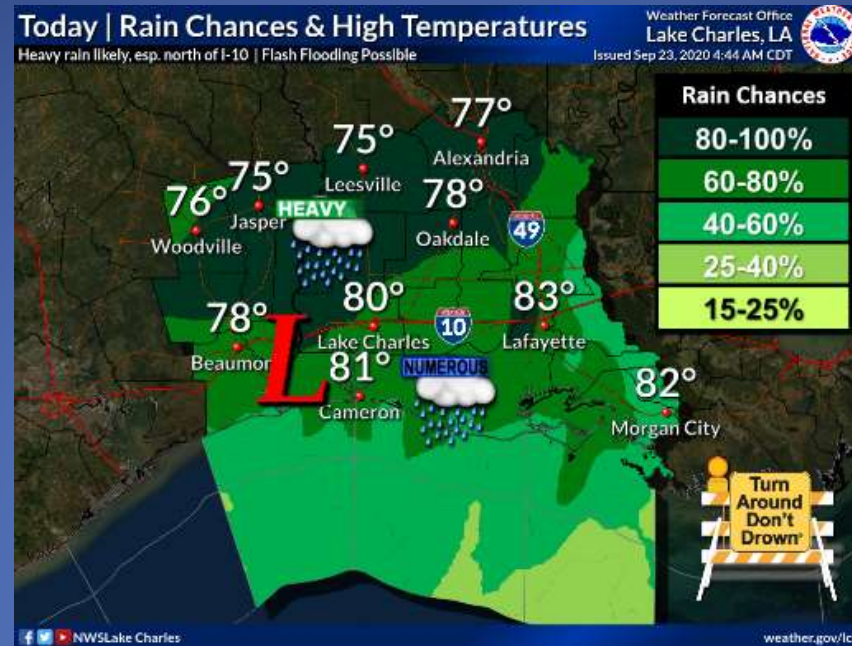 Today | Rain Chances & High Temperatures
Heavy rain likely, esp. north of I-10 | Flash Flooding Possible
Weather Forecast Office
Lake Charles, LA
Issued Sep 23, 2020 4:44 AM CDT
Rain Chances
80-100%
60-80%
40-60%
25-40%
15-25%
77°
Alexandria
75°
Leesville
76°
Woodville
75°
Jasper
HEAVY
78°
Oakdale
49
78°
Beaumon
L
80°
Lake Charles
10
83°
Lafayette
81°
Cameron
NUMEROUS
82°
Morgan City
Turn
Around
Don't
Drown®
NWSLake Charles
weather.gov/lc